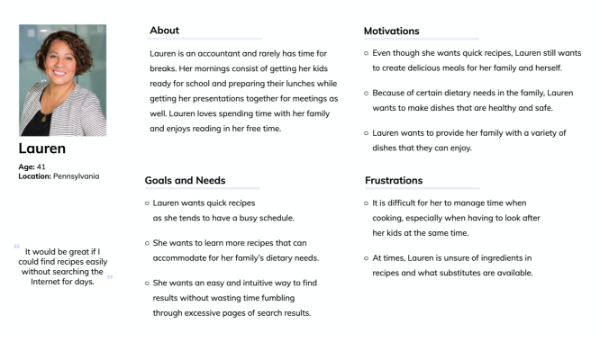 Lauren
Age: 41
Location: Pennsylvania
"It would be great if I
could find recipes easily
without searching the
Internet for days."
About
Lauren is an accountant and rarely has time for
breaks. Her mornings consist of getting her kids
ready for school and preparing their lunches while
getting her presentations together for meetings as
well. Lauren loves spending time with her family
and enjoys reading in her free time.
Motivations
Even though she wants quick recipes, Lauren still wants
to create delicious meals for her family and herself.
Because of certain dietary needs in the family, Lauren
wants to make dishes that are healthy and safe.
Lauren wants to provide her family with a variety of
dishes that they can enjoy.
Goals and Needs
Lauren wants quick recipes
as she tends to have a busy schedule.
She wants to learn more recipes that can
accommodate for her family's dietary needs.
She wants an easy and intuitive way to find
results without wasting time fumbling
through excessive pages of search results.
Frustrations
It is difficult for her to manage time when
cooking, especially when having to look after
her kids at the same time.
At times, Lauren is unsure of ingredients in
recipes and what substitutes are available.